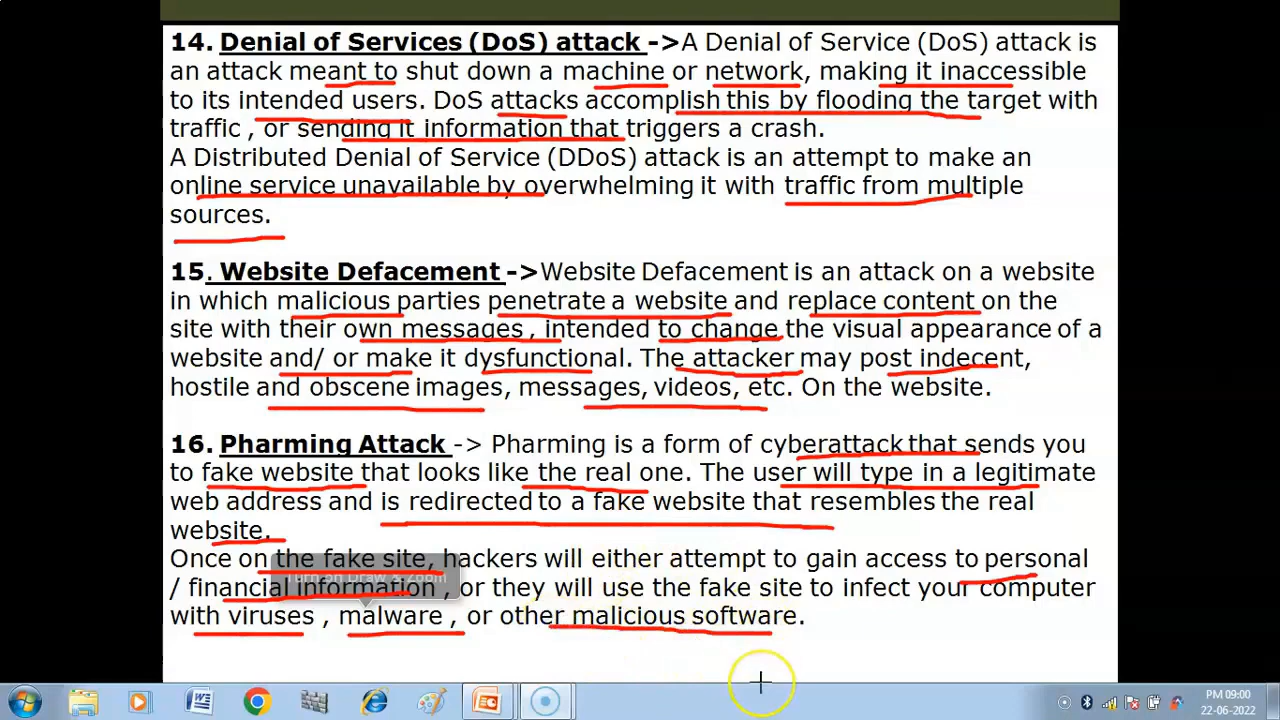 14. Denial of Services (DoS) attack ->A Denial of Service (DoS) attack is
an attack meant to shut down a machine or network, making it inaccessible
to its intended users. DoS attacks accomplish this by flooding the target with
traffic , or sending it information that triggers a crash.
A Distributed Denial of Service (DDoS) attack is an attempt to make an
online service unavailable by overwhelming it with traffic from multiple
sources.
15. Website Defacement ->Website Defacement is an attack on a website
in which malicious parties penetrate a website and replace content on the
site with their own messages , intended to change the visual appearance of a
website and/ or make it dysfunctional. The attacker may post indecent,
hostile and obscene images, messages, videos, etc. On the website.
16. Pharming Attack -> Pharming is a form of cyberattack that sends you
to fake website that looks like the real one. The user will type in a legitimate
web address and is redirected to a fake website that resembles the real
website.
Once on the fake site, hackers will either attempt to gain access to personal
Turn on Draw & Zoom
/ financial information , or they will use the fake site to infect your computer
with viruses , malware , or other malicious software.
PM 09:00
22-06-2022